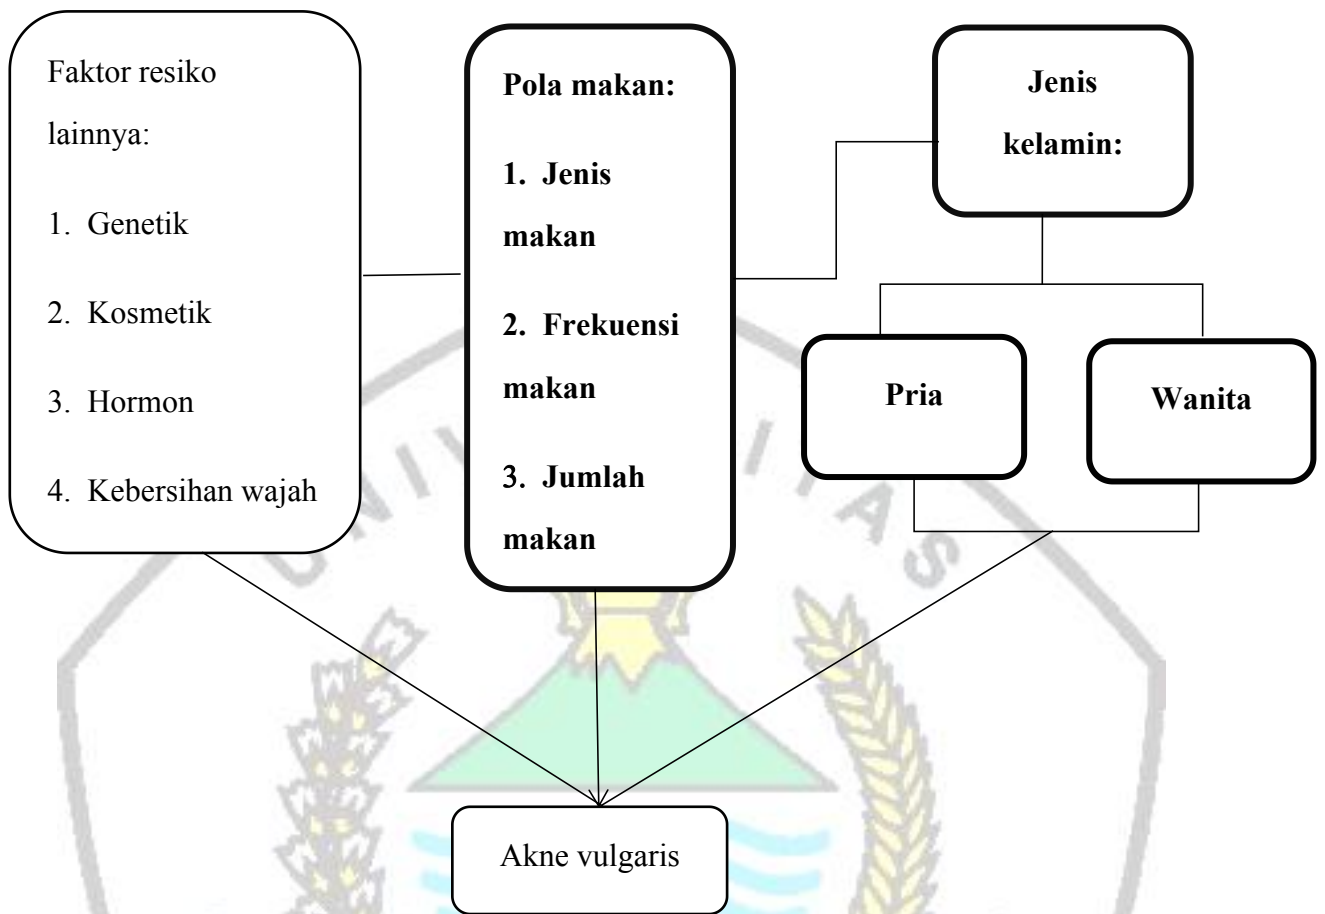 Faktor resiko
lainnya:
1. Genetik
2. Kosmetik
3. Hormon
4. Kebersihan wajah
Pola makan:
1. Jenis
makan
2. Frekuensi
makan
3. Jumlah
makan
Jenis
kelamin:
Pria
Wanita
Akne vulgaris